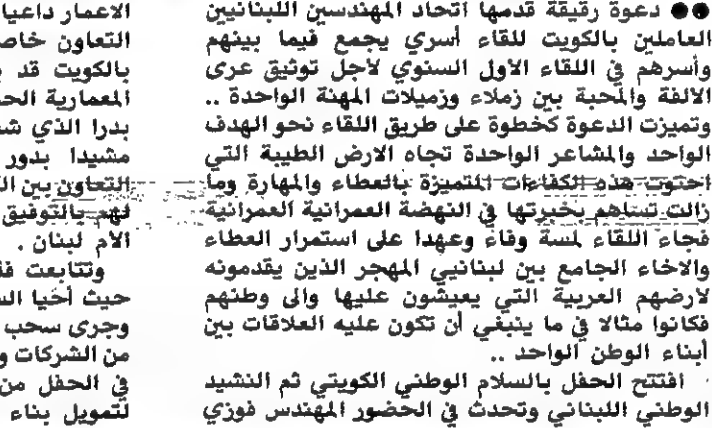 ●● دعوة رقيقة قدمها اتحاد المهندسين اللبنانيين
العاملين بالكويت للقاء أسري يجمع فيما بينهم
وأسرهم في اللقاء الاول السنوي لأجل توثيق عرى
الالفة والمحبة بين زملاء وزميلات المهنة الواحدة ..
وتميزت الدعوة كخطوة على طريق اللقاء نحو الهدف
الواحد والمشاعر الواحدة تجاه الارض الطيبة التي
احتوت هذه الكفاءات المتميزة بالعطاء والمهارة وما
زالت تساهم بخبرتها في النهضة العمرانية العمرانية
فجاء اللقاء لمسة وفاء وعهدا على استمرار العطاء
والاخاء الجامع بين لبنانيي المهجر الذين يقدمونه
لارضهم العربية التي يعيشون عليها والى وطنهم
فكانوا مثالا في ما ينبغي أن تكون عليه العلاقات بين
أبناء الوطن الواحد ..
افتتح الحفل بالسلام الوطني الكويتي ثم النشيد
الوطني اللبناني وتحدث في الحضور المهندس فوزي
الاعمار داعيا
التعاون خاص
بالكويت قد
المعمارية الح
بدرا الذي ش
مشيدا بدور
التعاون بين ال
لهم بالتوفيق
الام لبنان .
وتتابعت فق
حيث أحيا الس
وجرى سحب
من الشركات و
في الحفل من
لتمويل بناء